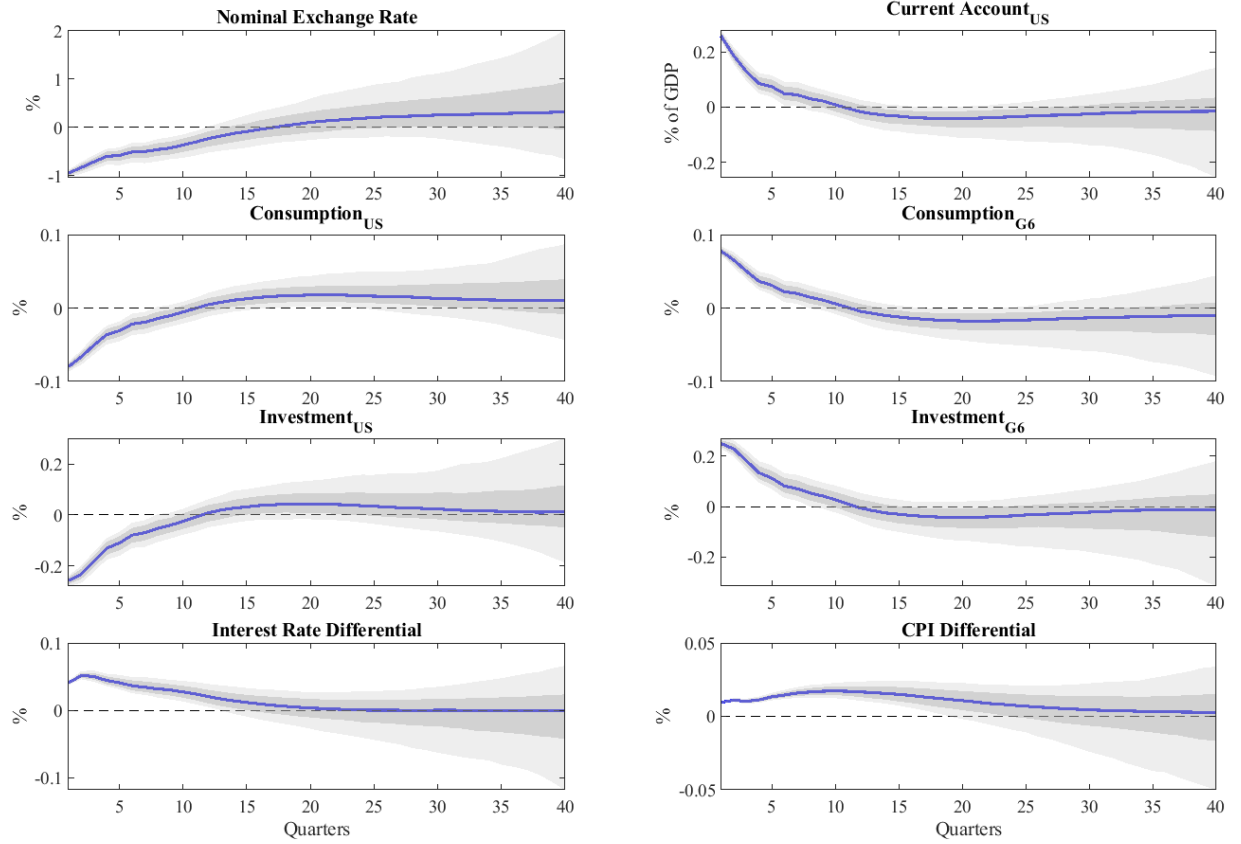 Nominal Exchange Rate
%
2
1
0
-1
5 10 15 20 25 30 35 40
Current Account_US
% of GDP
0.2
0
-0.2
5 10 15 20 25 30 35 40
Consumption_US
%
0.1
0
-0.1
5 10 15 20 25 30 35 40
Consumption_G6
%
0.1
0
-0.1
5 10 15 20 25 30 35 40
Investment_US
%
0.2
0
-0.2
5 10 15 20 25 30 35 40
Investment_G6
%
0.2
0
-0.2
5 10 15 20 25 30 35 40
Interest Rate Differential
%
0.1
0
-0.1
5 10 15 20 25 30 35 40
Quarters
CPI Differential
%
0.05
0
-0.05
5 10 15 20 25 30 35 40
Quarters